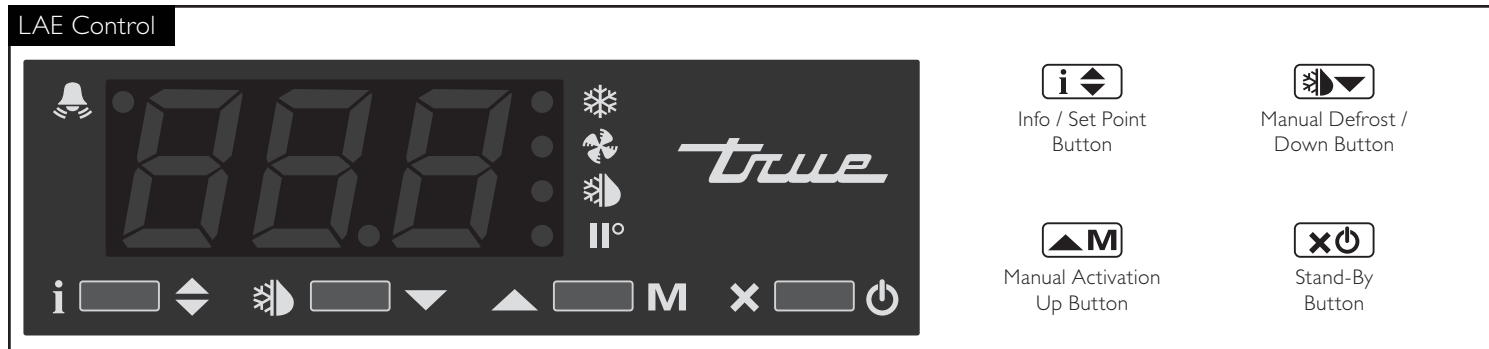 LAE Control
true
i
M
i
Info / Set Point
Button
Manual Defrost /
Down Button
M
Manual Activation
Up Button
Stand-By
Button